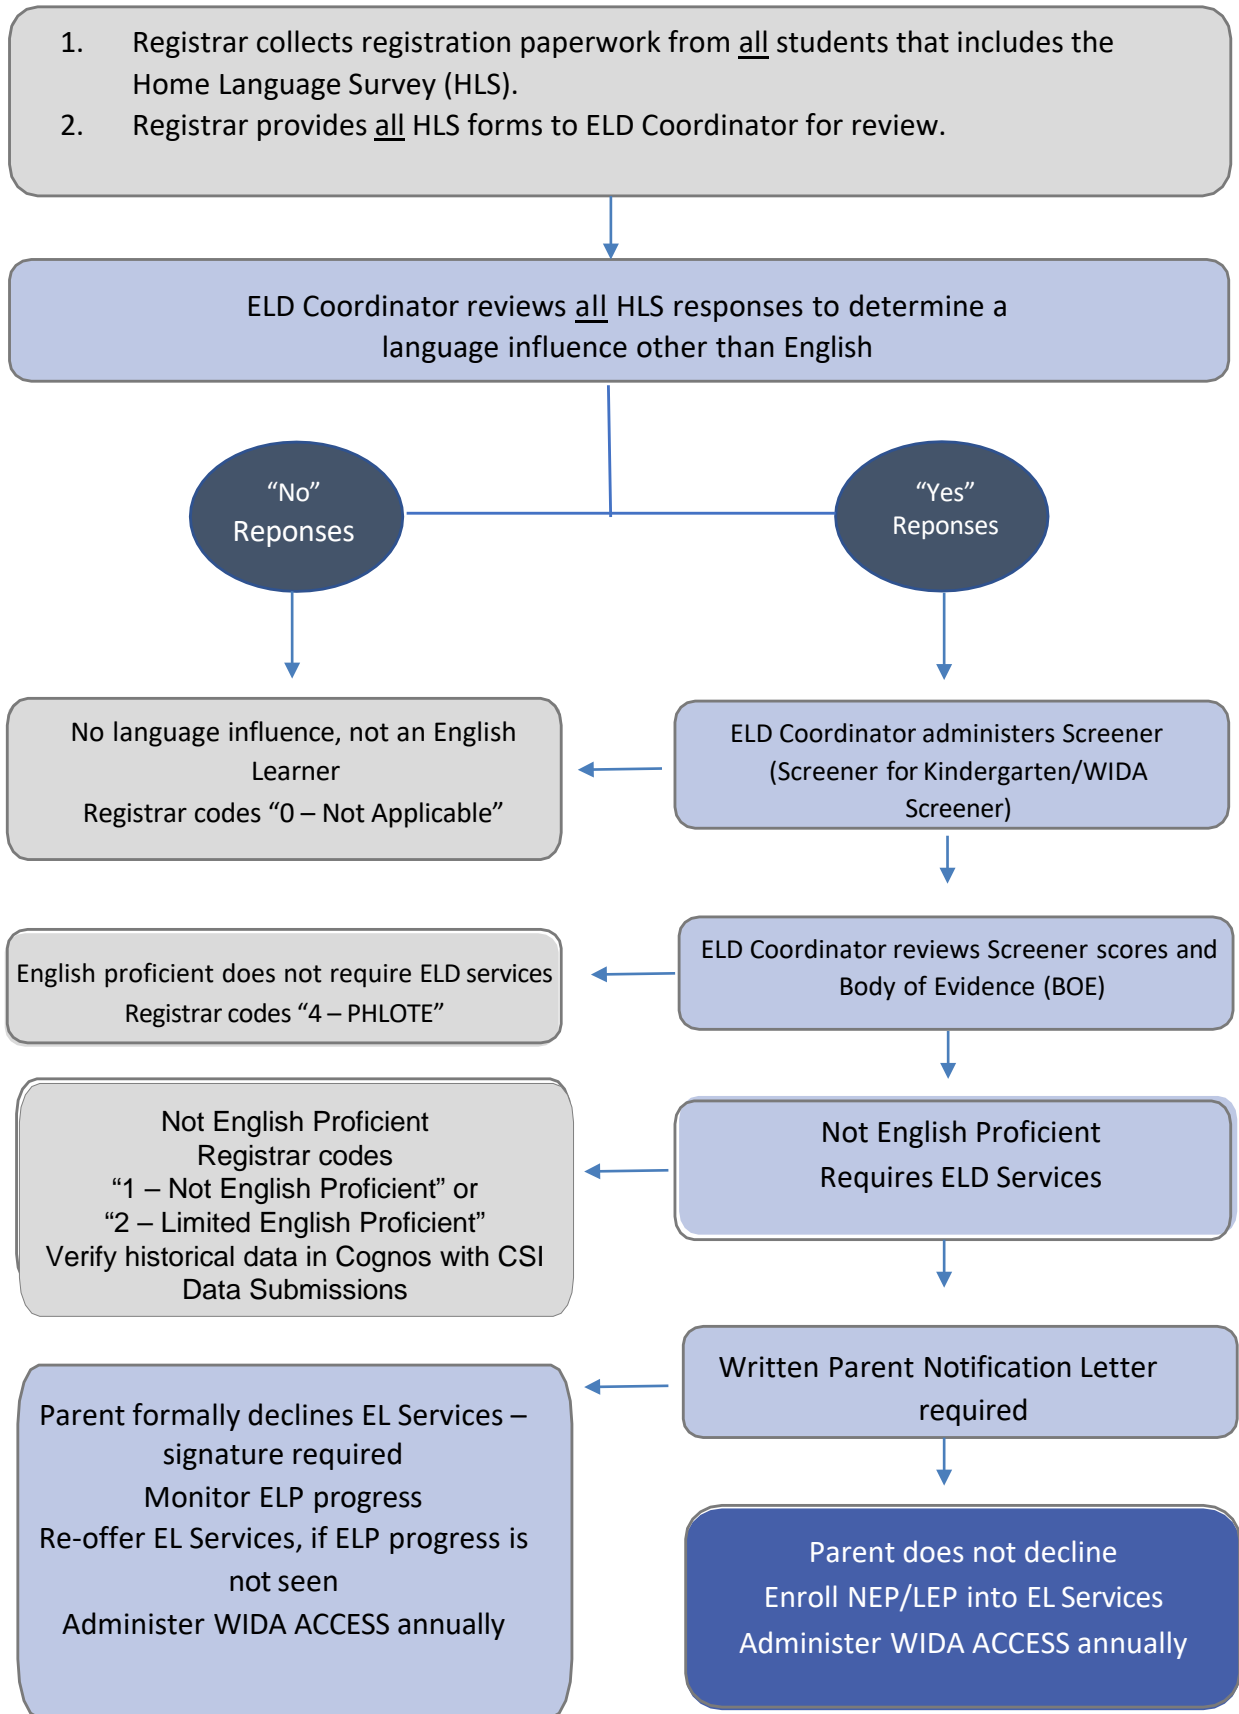 1. Registrar collects registration paperwork from all students that includes the
Home Language Survey (HLS).
2. Registrar provides all HLS forms to ELD Coordinator for review.
ELD Coordinator reviews all HLS responses to determine a
language influence other than English
“No”
Reponses
“Yes”
Reponses
No language influence, not an English
Learner
Registrar codes “0 – Not Applicable”
ELD Coordinator administers Screener
(Screener for Kindergarten/WIDA
Screener)
English proficient does not require ELD services
Registrar codes “4 – PHLOTE”
ELD Coordinator reviews Screener scores and
Body of Evidence (BOE)
Not English Proficient
Registrar codes
“1 – Not English Proficient” or
“2 – Limited English Proficient”
Verify historical data in Cognos with CSI
Data Submissions
Not English Proficient
Requires ELD Services
Written Parent Notification Letter
required
Parent formally declines EL Services –
signature required
Monitor ELP progress
Re-offer EL Services, if ELP progress is
not seen
Administer WIDA ACCESS annually
Parent does not decline
Enroll NEP/LEP into EL Services
Administer WIDA ACCESS annually